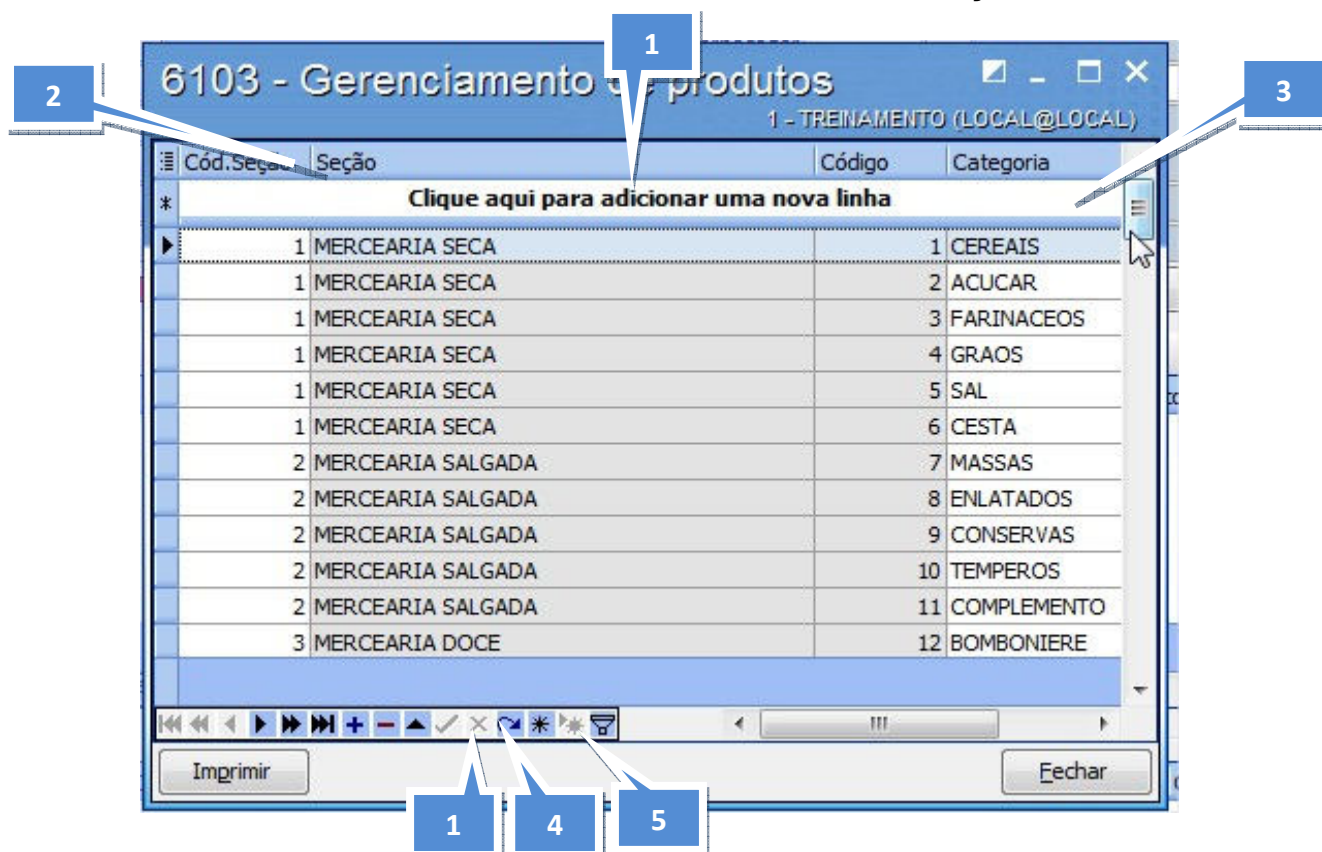 1
6103 - Gerenciamento de produtos
2
3
1 - TREINAMENTO (LOCAL@LOCAL)
Cód.Seção Seção Código Categoria
Clique aqui para adicionar uma nova linha
1 MERCEARIA SECA 1 CEREAIS
1 MERCEARIA SECA 2 ACUCAR
1 MERCEARIA SECA 3 FARINACEOS
1 MERCEARIA SECA 4 GRAOS
1 MERCEARIA SECA 5 SAL
1 MERCEARIA SECA 6 CESTA
2 MERCEARIA SALGADA 7 MASSAS
2 MERCEARIA SALGADA 8 ENLATADOS
2 MERCEARIA SALGADA 9 CONSERVAS
2 MERCEARIA SALGADA 10 TEMPEROS
2 MERCEARIA SALGADA 11 COMPLEMENTO
3 MERCEARIA DOCE 12 BOMBONIERE
Imprimir Fechar
1 4 5